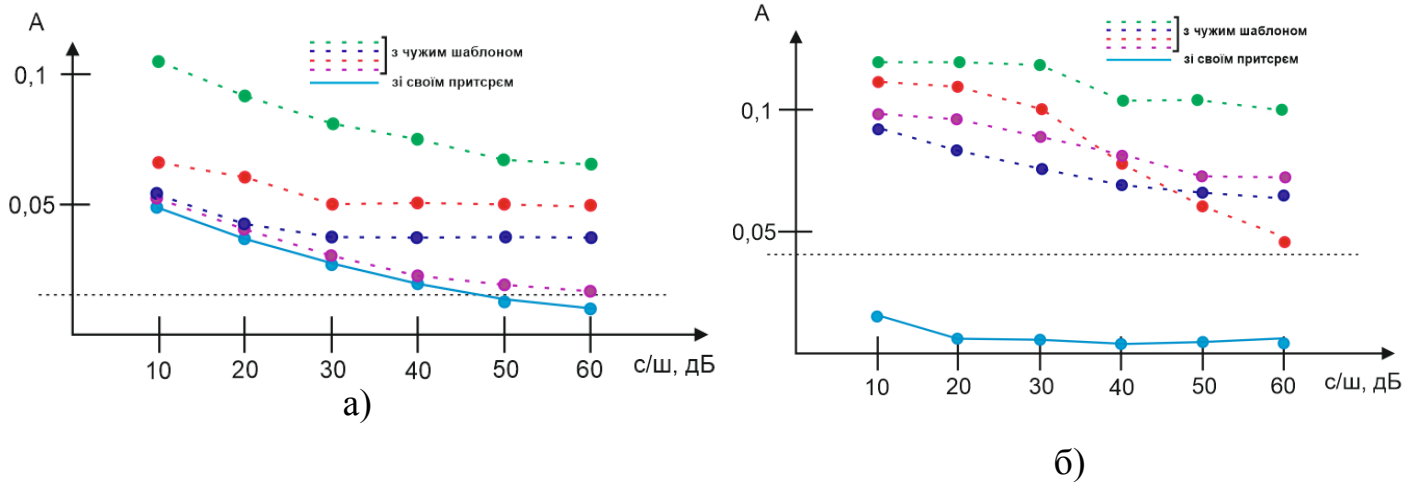 А
з чужим шаблоном
зі своїм притсрєм
0,1
0,05
10 20 30 40 50 60 с/ш, дБ
а)
А
з чужим шаблоном
зі своїм притсрєм
0,1
0,05
10 20 30 40 50 60 с/ш, дБ
б)